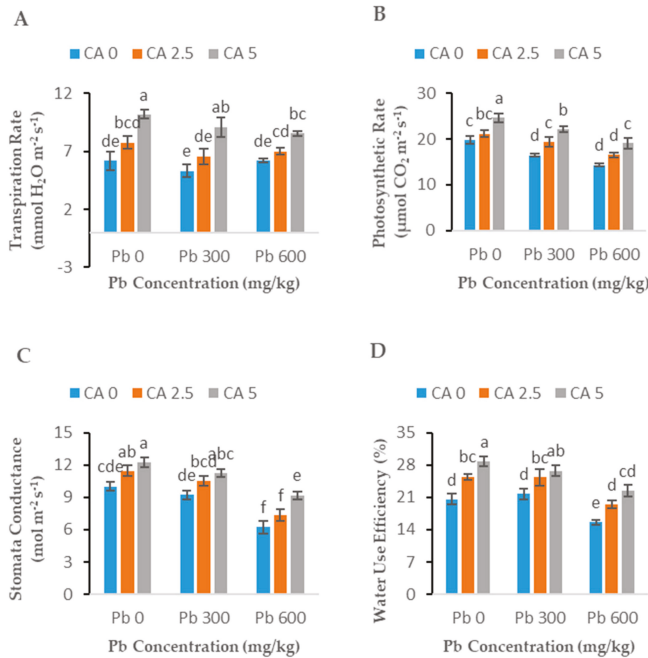 A
CA 0 CA 2.5 CA 5
Transpiration Rate
(mmol H₂O m⁻² s⁻¹)
12
7
2
-3
de bcd a
e de ab
de cd bc
Pb 0 Pb 300 Pb 600
Pb Concentration (mg/kg)
B
CA 0 CA 2.5 CA 5
Photosynthetic Rate
(µmol CO₂ m⁻² s⁻¹)
30
20
10
0
c bc a
d c b
d d c
Pb 0 Pb 300 Pb 600
Pb Concentration (mg/kg)
C
CA 0 CA 2.5 CA 5
Stomata Conductance
(mol m⁻² s⁻¹)
15
12
9
6
3
0
cde ab a
de bcd abc
f f e
Pb 0 Pb 300 Pb 600
Pb Concentration (mg/kg)
D
CA 0 CA 2.5 CA 5
Water Use Efficiency (%)
35
28
21
14
7
0
d bc a
d bc ab
e d cd
Pb 0 Pb 300 Pb 600
Pb Concentration (mg/kg)